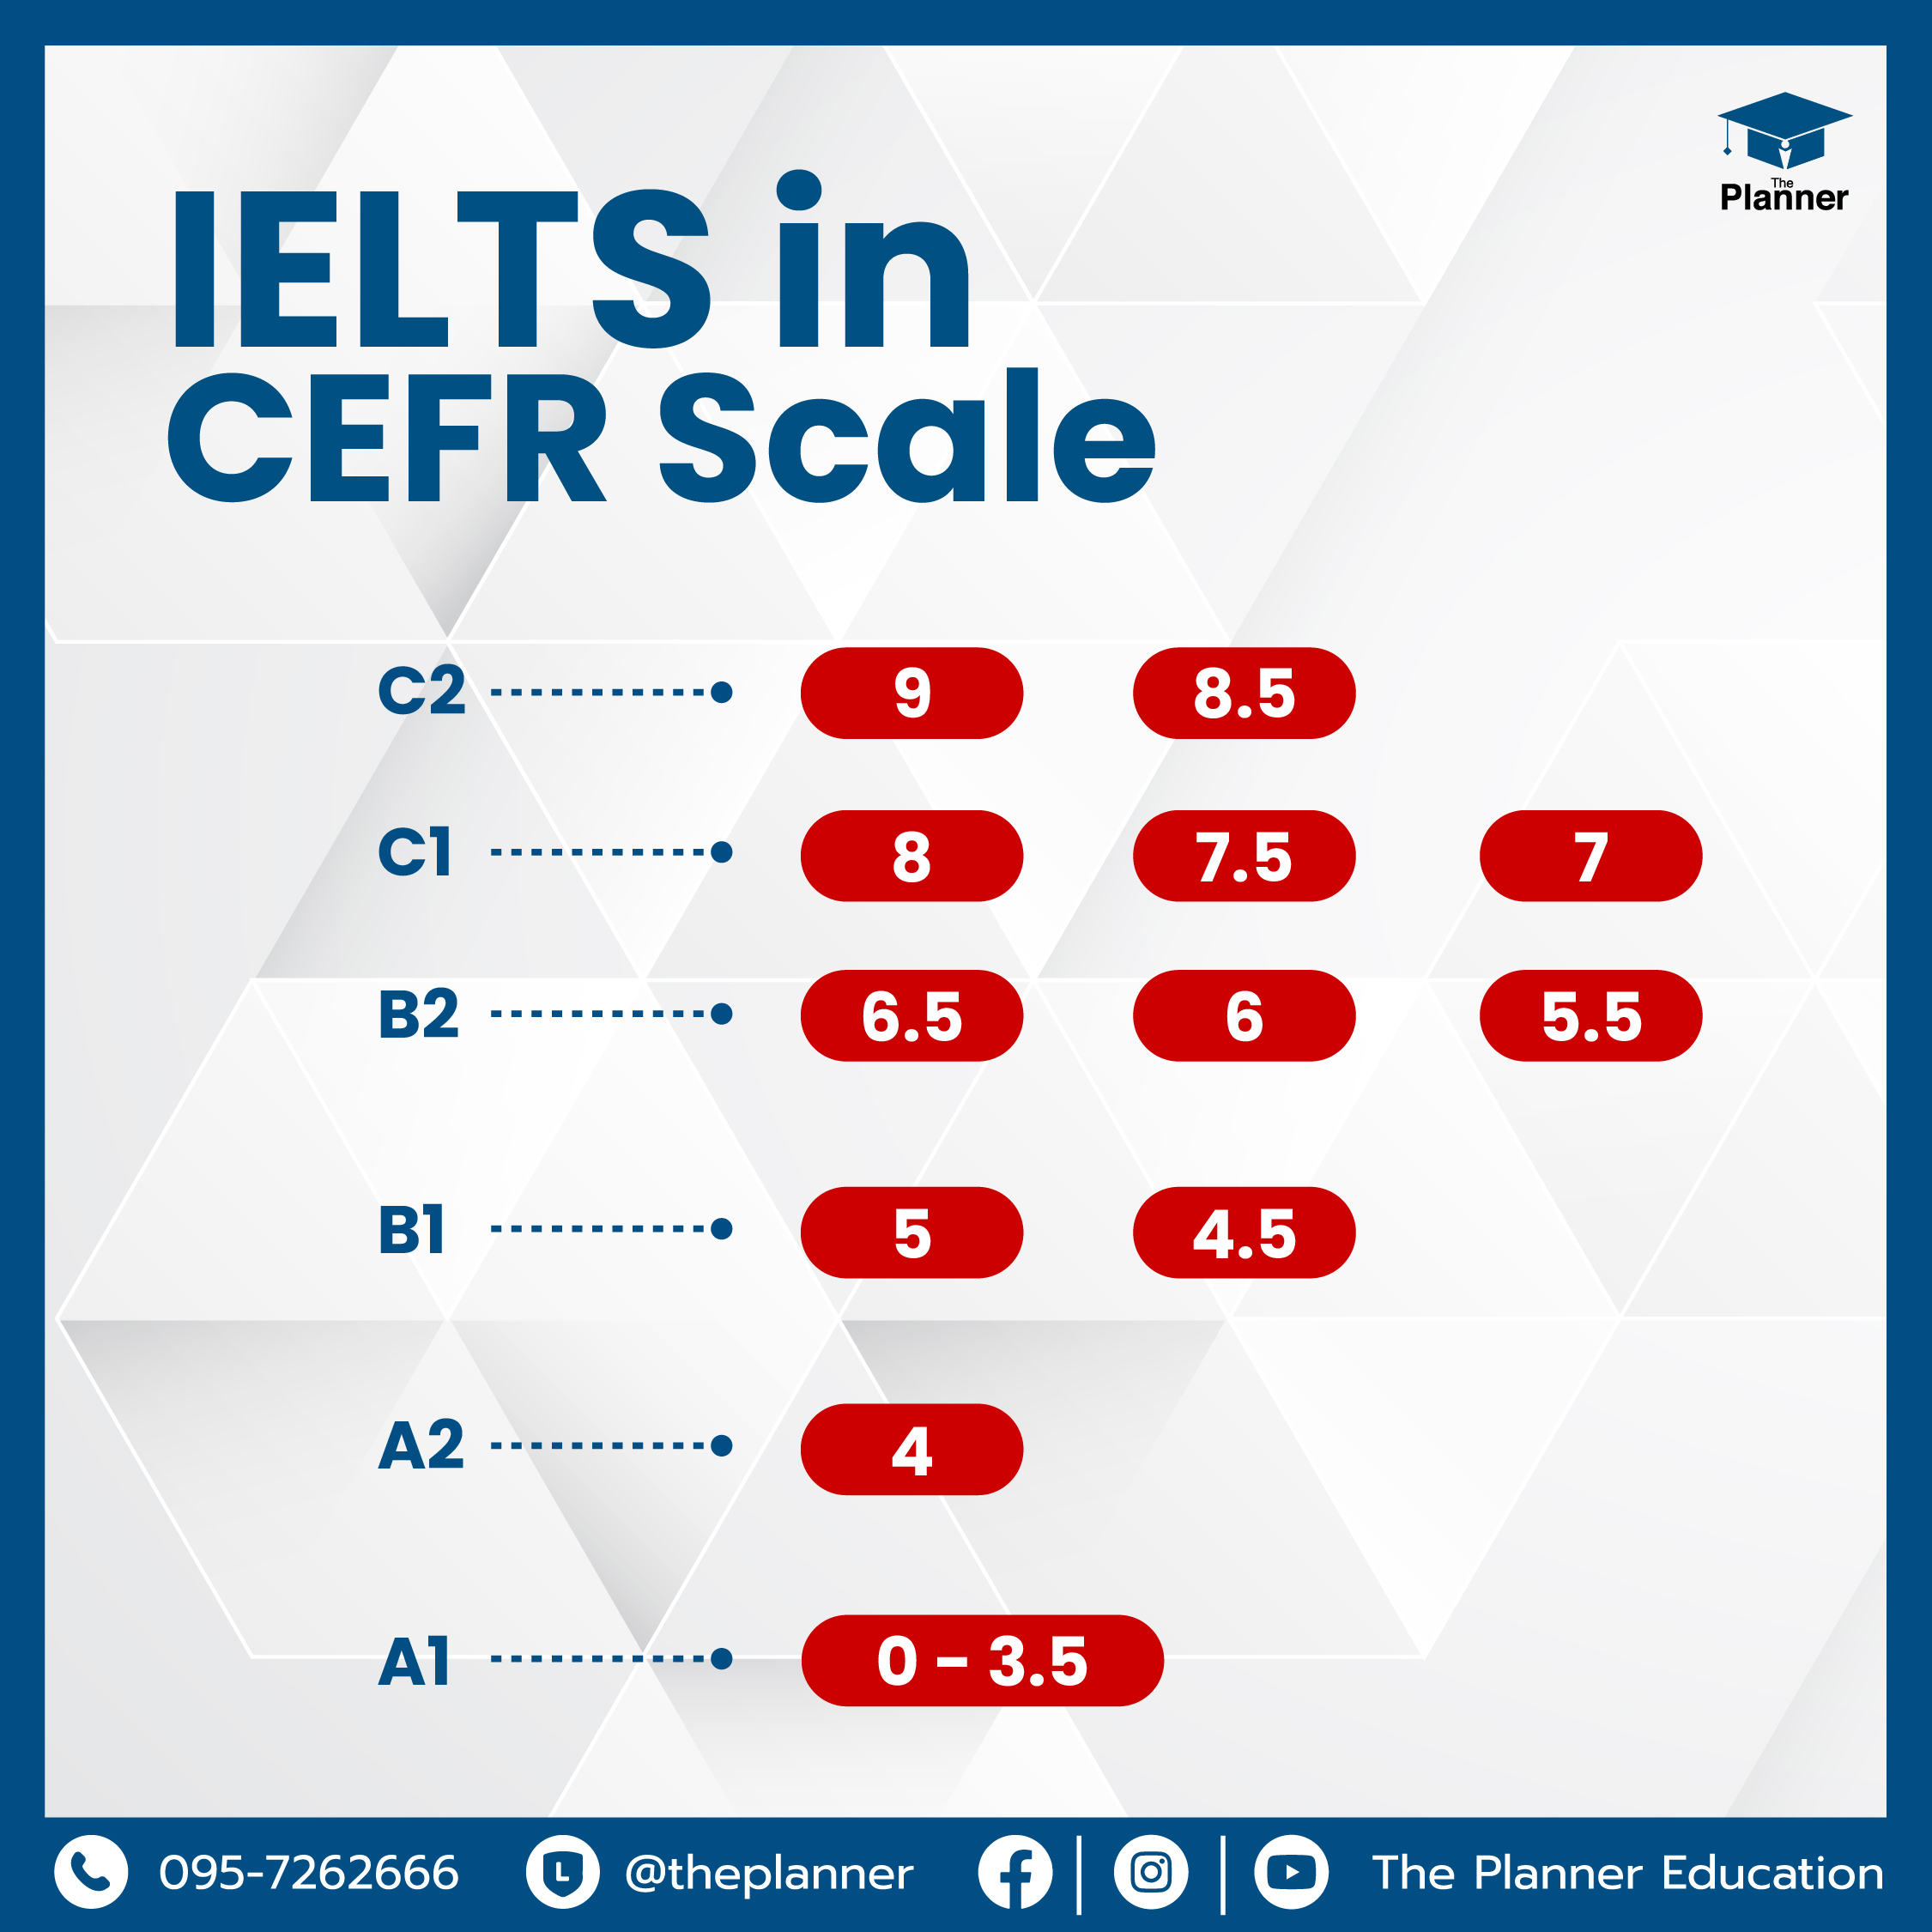 The
Planner
IELTS in
CEFR Scale
C2 9 8.5
C1 8 7.5 7
B2 6.5 6 5.5
B1 5 4.5
A2 4
A1 0 - 3.5
095-7262666 L @theplanner The Planner Education